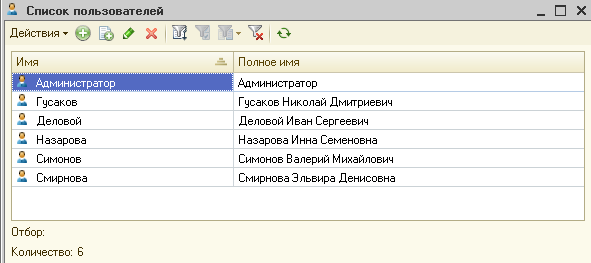 Список пользователей
Действия
Имя Полное имя
Администратор Администратор
Гусаков Гусаков Николай Дмитриевич
Деловой Деловой Иван Сергеевич
Назарова Назарова Инна Семеновна
Симонов Симонов Валерий Михайлович
Смирнова Смирнова Эльвира Денисовна
Отбор:
Количество: 6